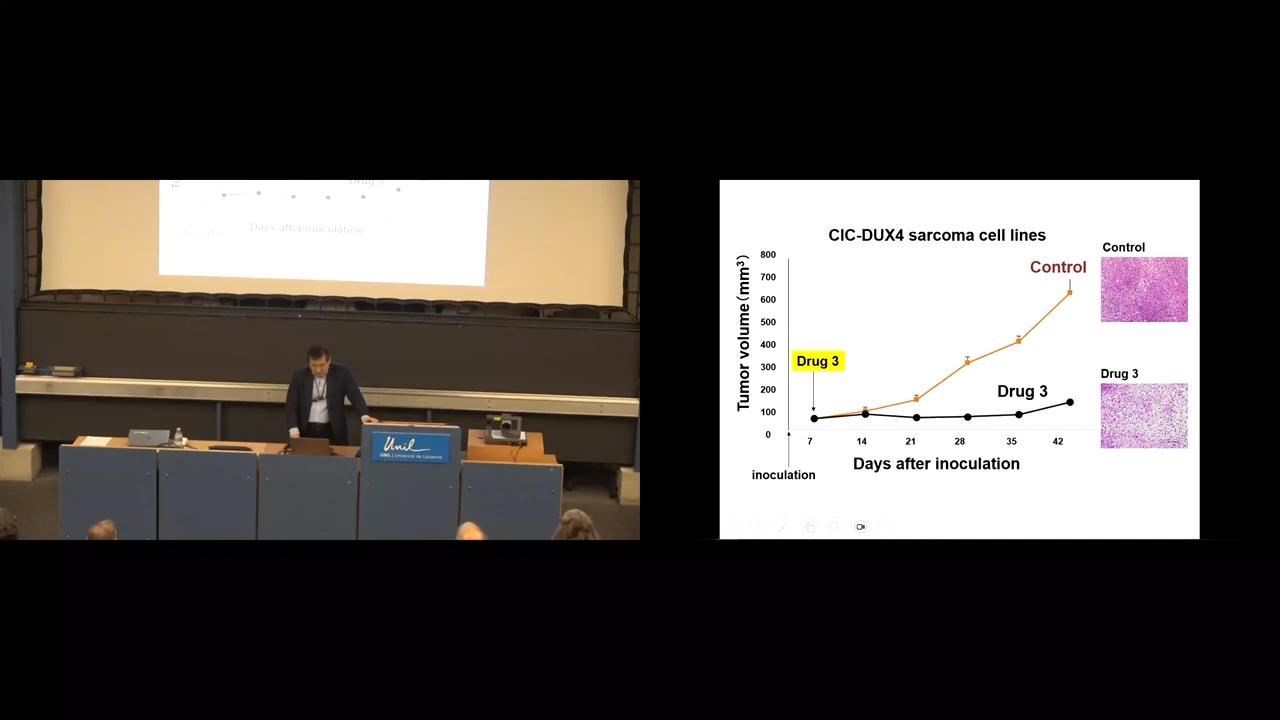 Drug 3
Days after inoculation
Unil
UNIL | Université de Lausanne
CIC-DUX4 sarcoma cell lines
Tumor volume(mm³)
800
700
600
500
400
300
200
100
0
Control
Drug 3
Drug 3
7
14
21
28
35
42
inoculation
Days after inoculation
Control
Drug 3